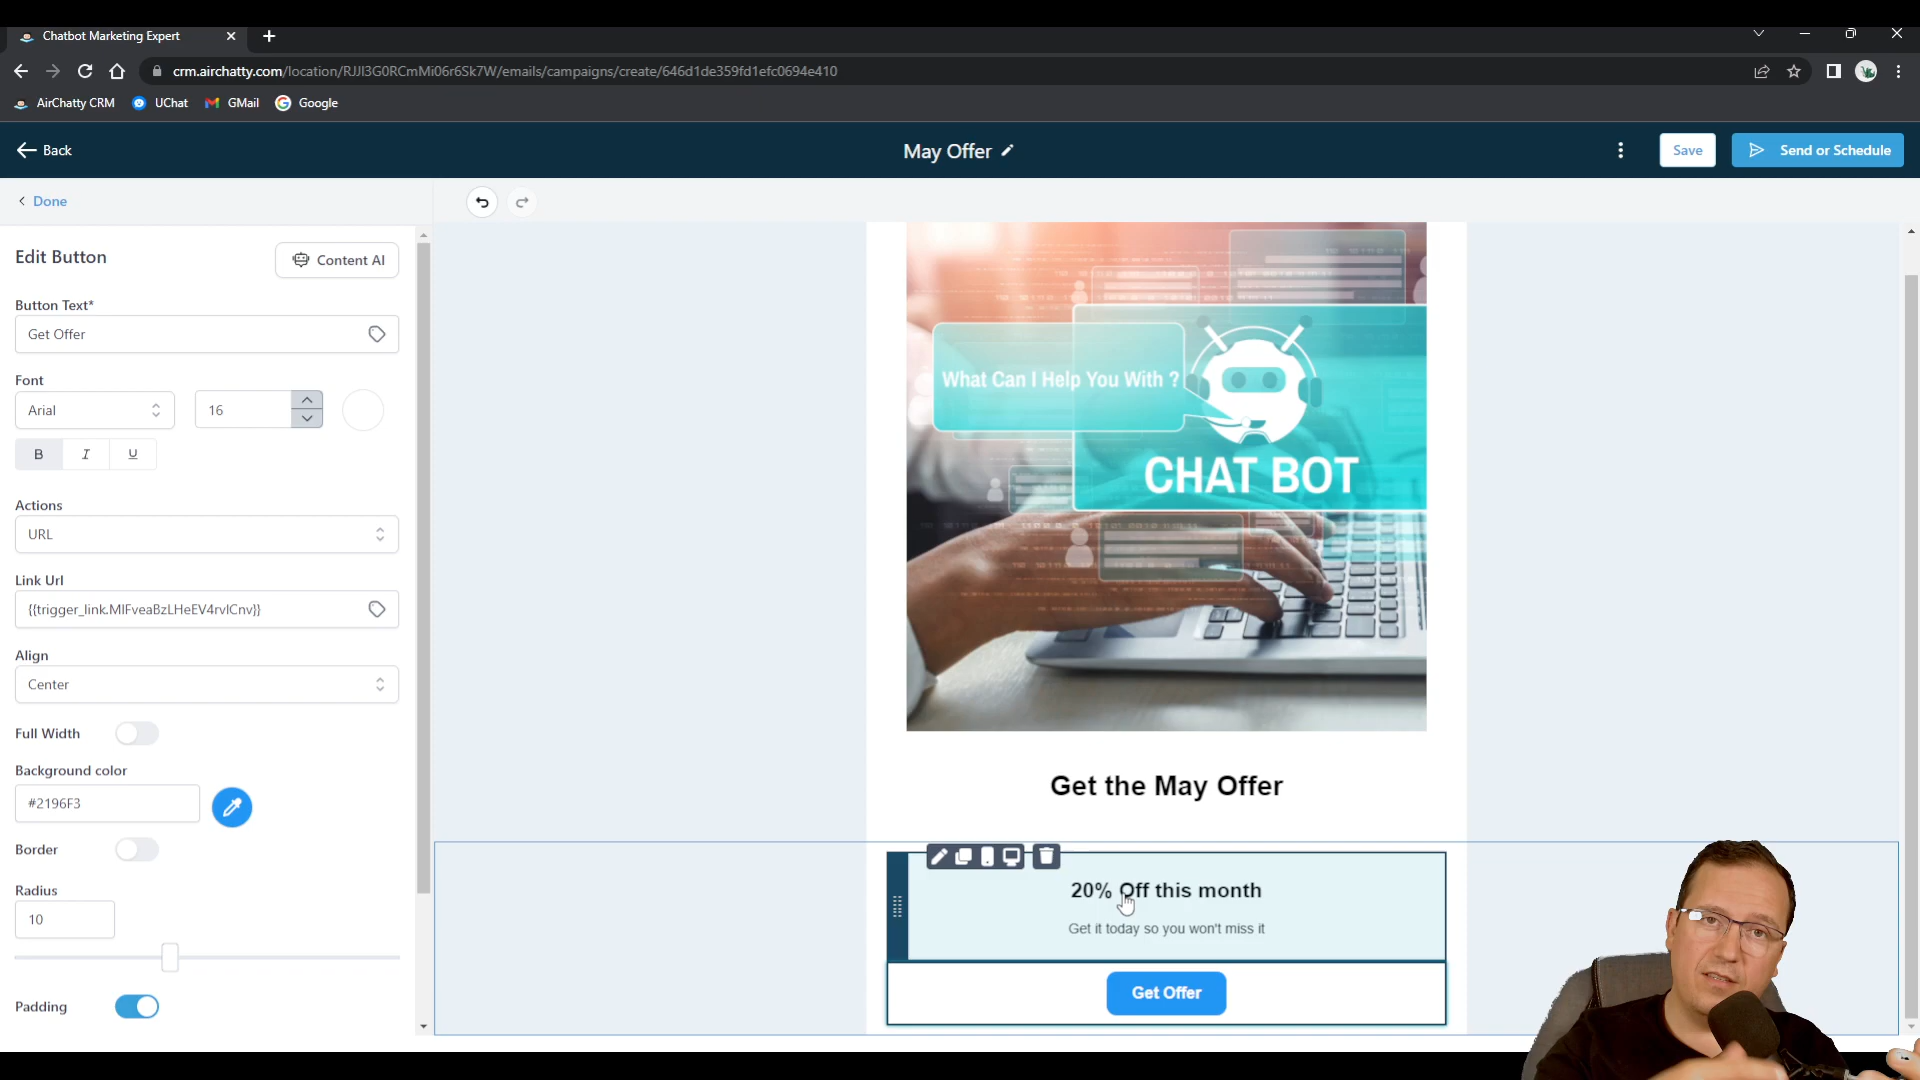 Chatbot Marketing Expert
crm.airchatty.com/location/RJJI3G0RCmMi06r6Sk7W/emails/campaigns/create/646d1de359fd1efc0694e410
AirChatty CRM UChat GMail Google
Back May Offer Save Send or Schedule
Done
Edit Button Content AI
Button Text*
Get Offer
Font
Arial 16
B I U
Actions
URL
Link Url
{{trigger_link.MIFveaBzLHeEV4rvlCnv}}
Align
Center
Full Width
Background color
#2196F3
Border
Radius
10
Padding
What Can I Help You With ?
CHAT BOT
Get the May Offer
20% Off this month
Get it today so you won't miss it
Get Offer